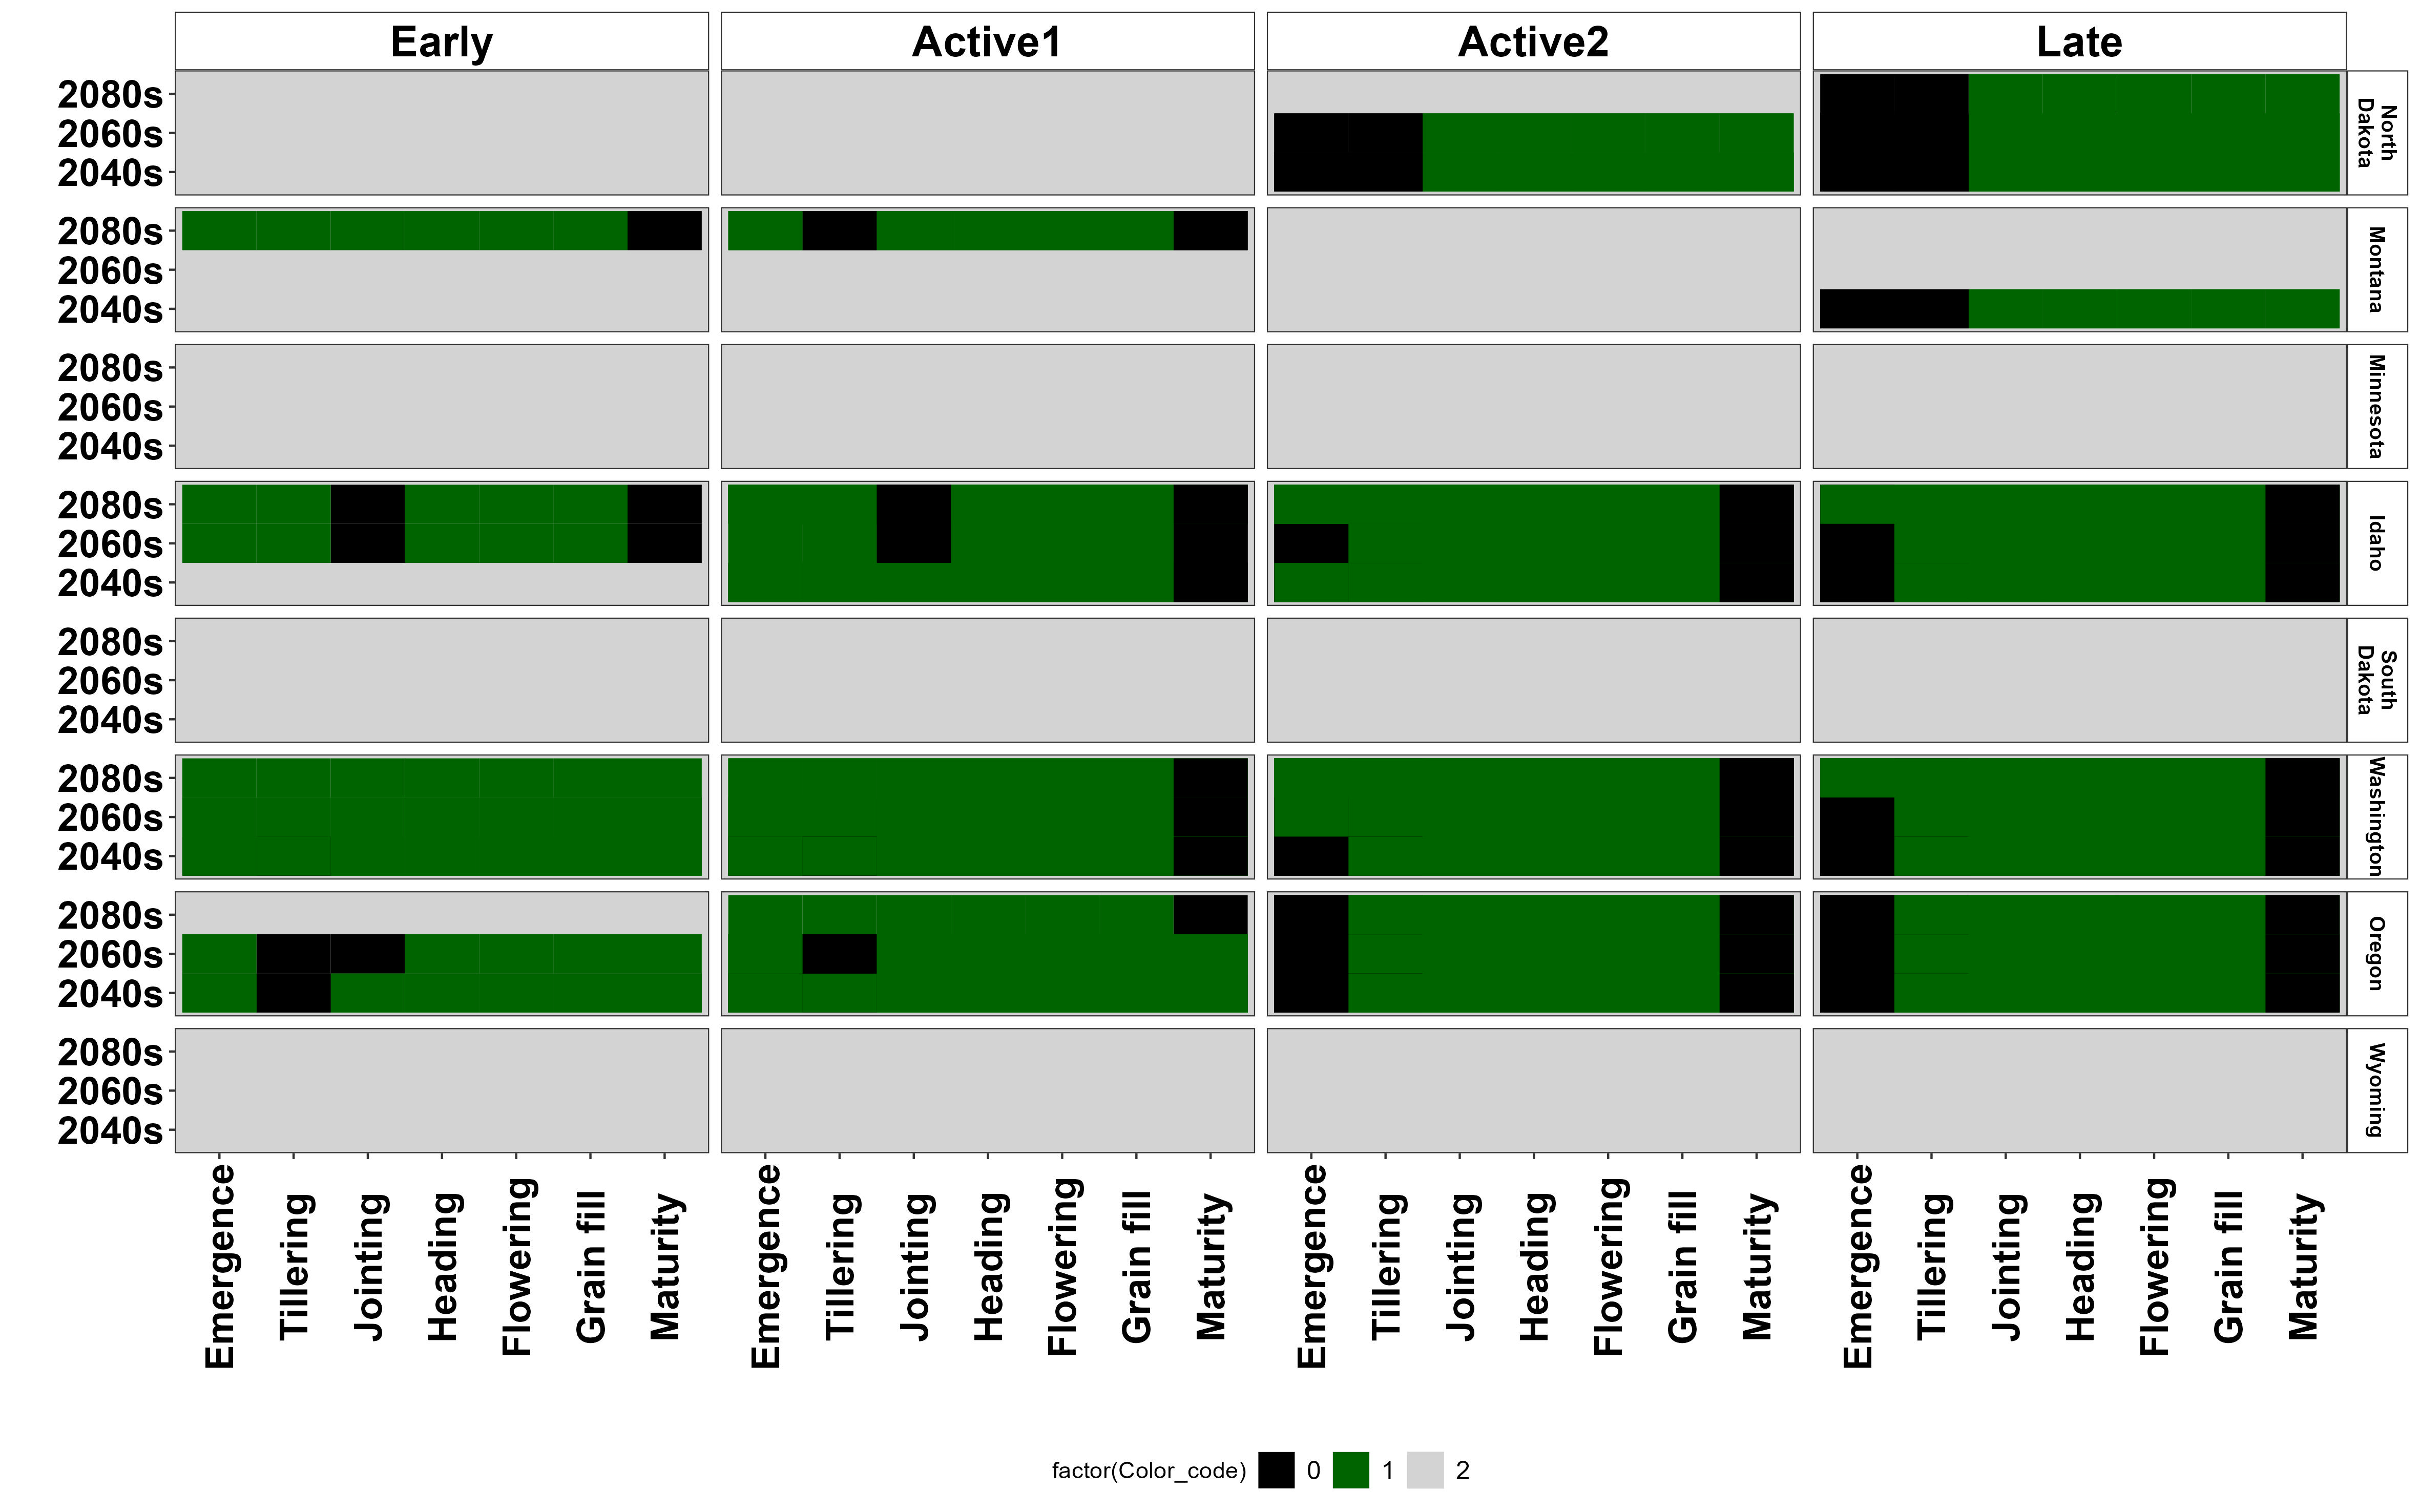 Early Active1 Active2 Late
2080s
2060s
2040s
North
Dakota
2080s
2060s
2040s
Montana
2080s
2060s
2040s
Minnesota
2080s
2060s
2040s
Idaho
2080s
2060s
2040s
South
Dakota
2080s
2060s
2040s
Washington
2080s
2060s
2040s
Oregon
2080s
2060s
2040s
Wyoming
Emergence Tillering Jointing Heading Flowering Grain fill Maturity Emergence Tillering Jointing Heading Flowering Grain fill Maturity Emergence Tillering Jointing Heading Flowering Grain fill Maturity Emergence Tillering Jointing Heading Flowering Grain fill Maturity
factor(Color_code) 0 1 2